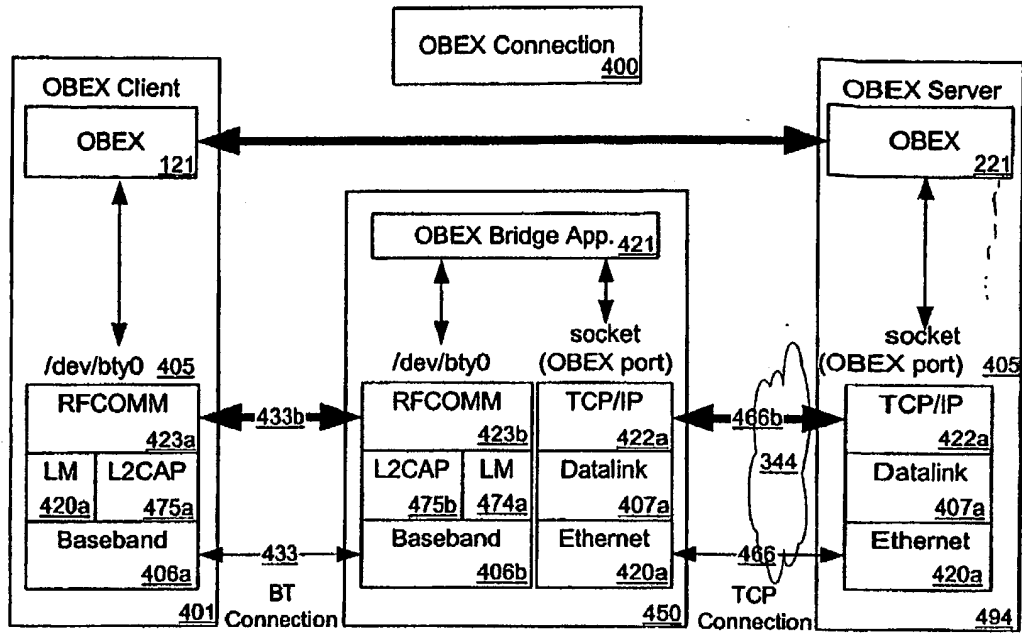 OBEX Connection
400
OBEX Client
OBEX
121
OBEX Server
OBEX
221
OBEX Bridge App.
421
/dev/bty0 405
/dev/bty0
socket
(OBEX port)
socket
(OBEX port) 405
RFCOMM
423a
433b
RFCOMM
423b
TCP/IP
422a
466b
TCP/IP
422a
LM
420a
L2CAP
475a
L2CAP
475b
LM
474a
Datalink
407a
344
Datalink
407a
Baseband
406a
433
Baseband
406b
Ethernet
420a
466
Ethernet
420a
BT
Connection
TCP
Connection
401
450
494